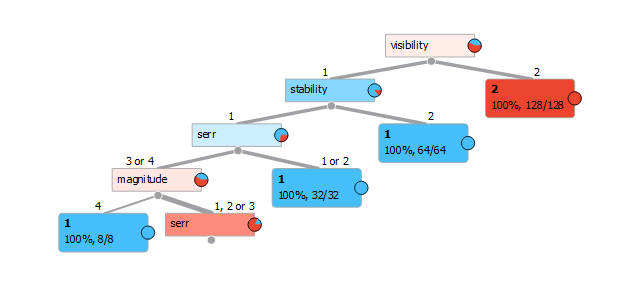 visibility
1
2
stability
2
100%, 128/128
1
2
serr
1
100%, 64/64
3 or 4
1 or 2
magnitude
1
100%, 32/32
4
1, 2 or 3
1
100%, 8/8
serr